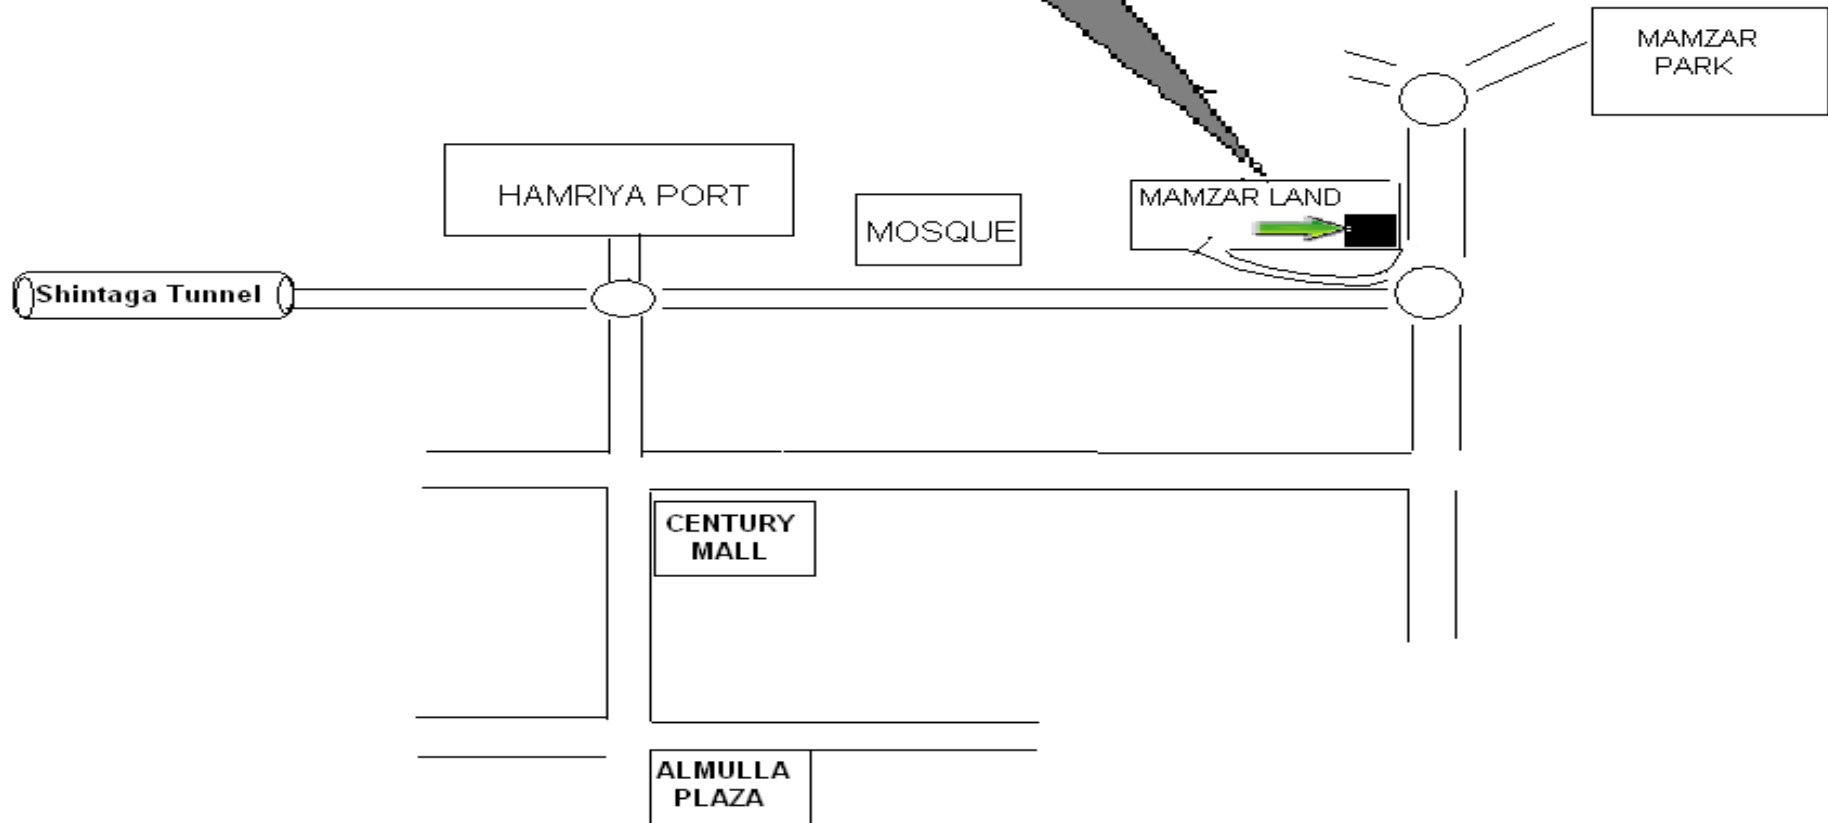 MAMZAR
PARK
HAMRIYA PORT
MOSQUE
MAMZAR LAND
Shintaga Tunnel
CENTURY
MALL
ALMULLA
PLAZA